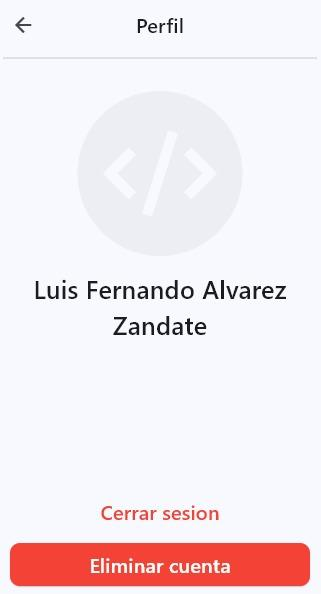 Perfil
Luis Fernando Alvarez
Zandate
Cerrar sesion
Eliminar cuenta